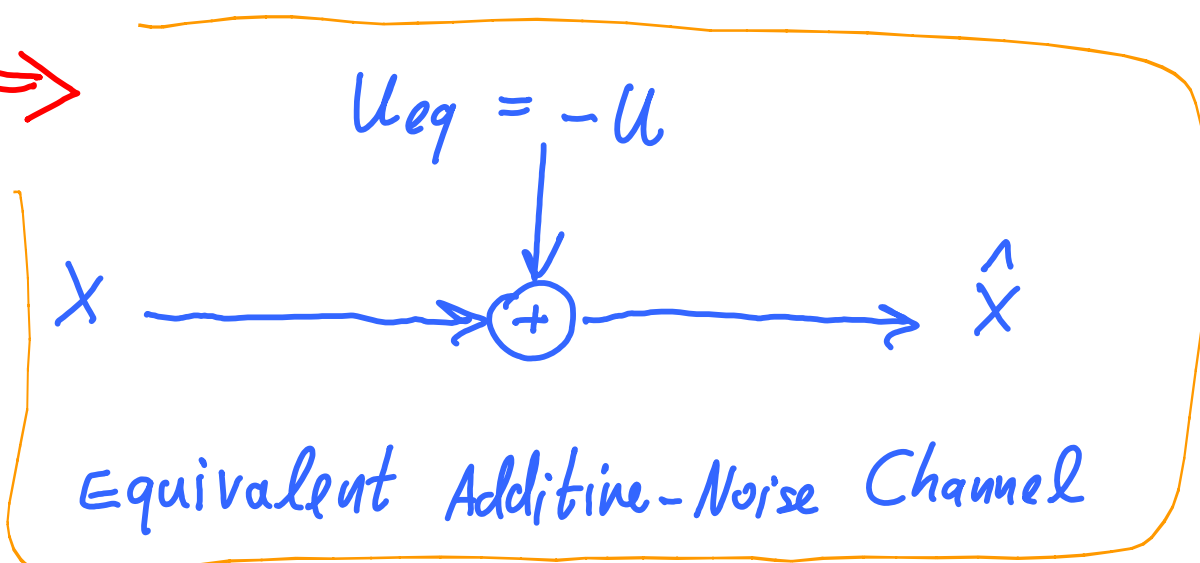 Ueq = -U
X + X̂
Equivalent Additive-Noise Channel